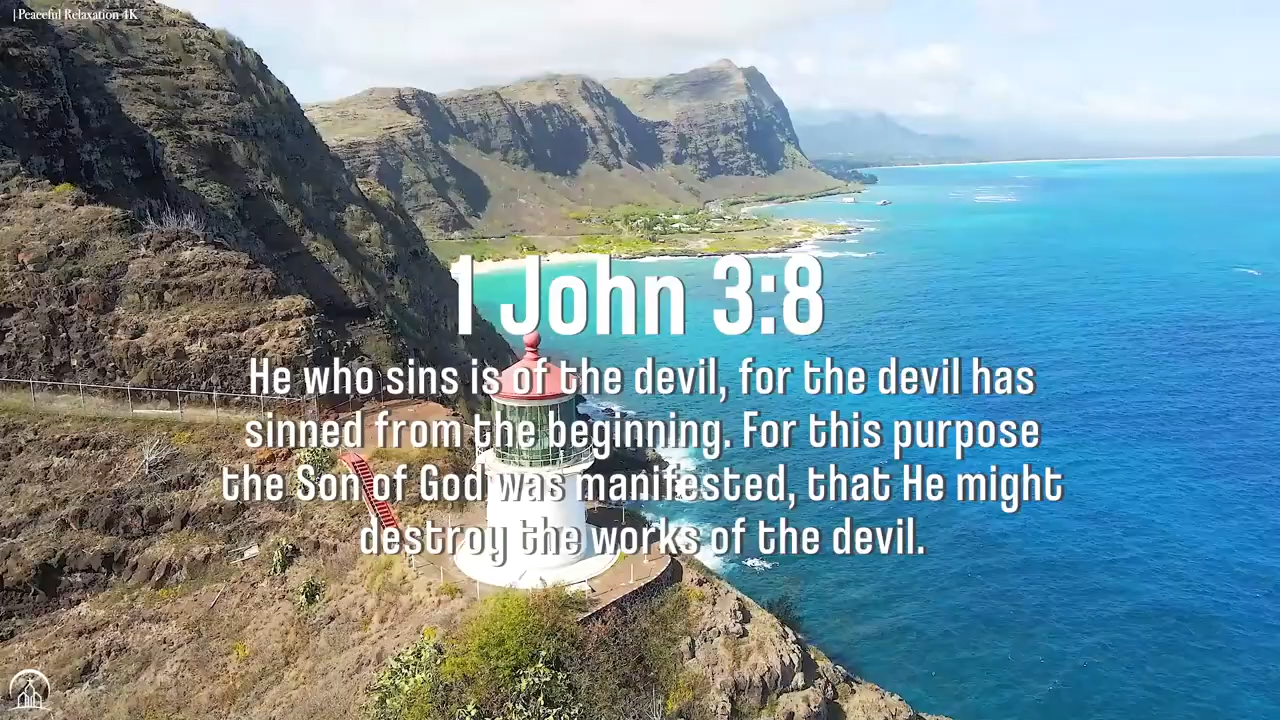 | Peaceful Relaxation 4K
1 John 3:8
He who sins is of the devil, for the devil has
sinned from the beginning. For this purpose
the Son of God was manifested, that He might
destroy the works of the devil.